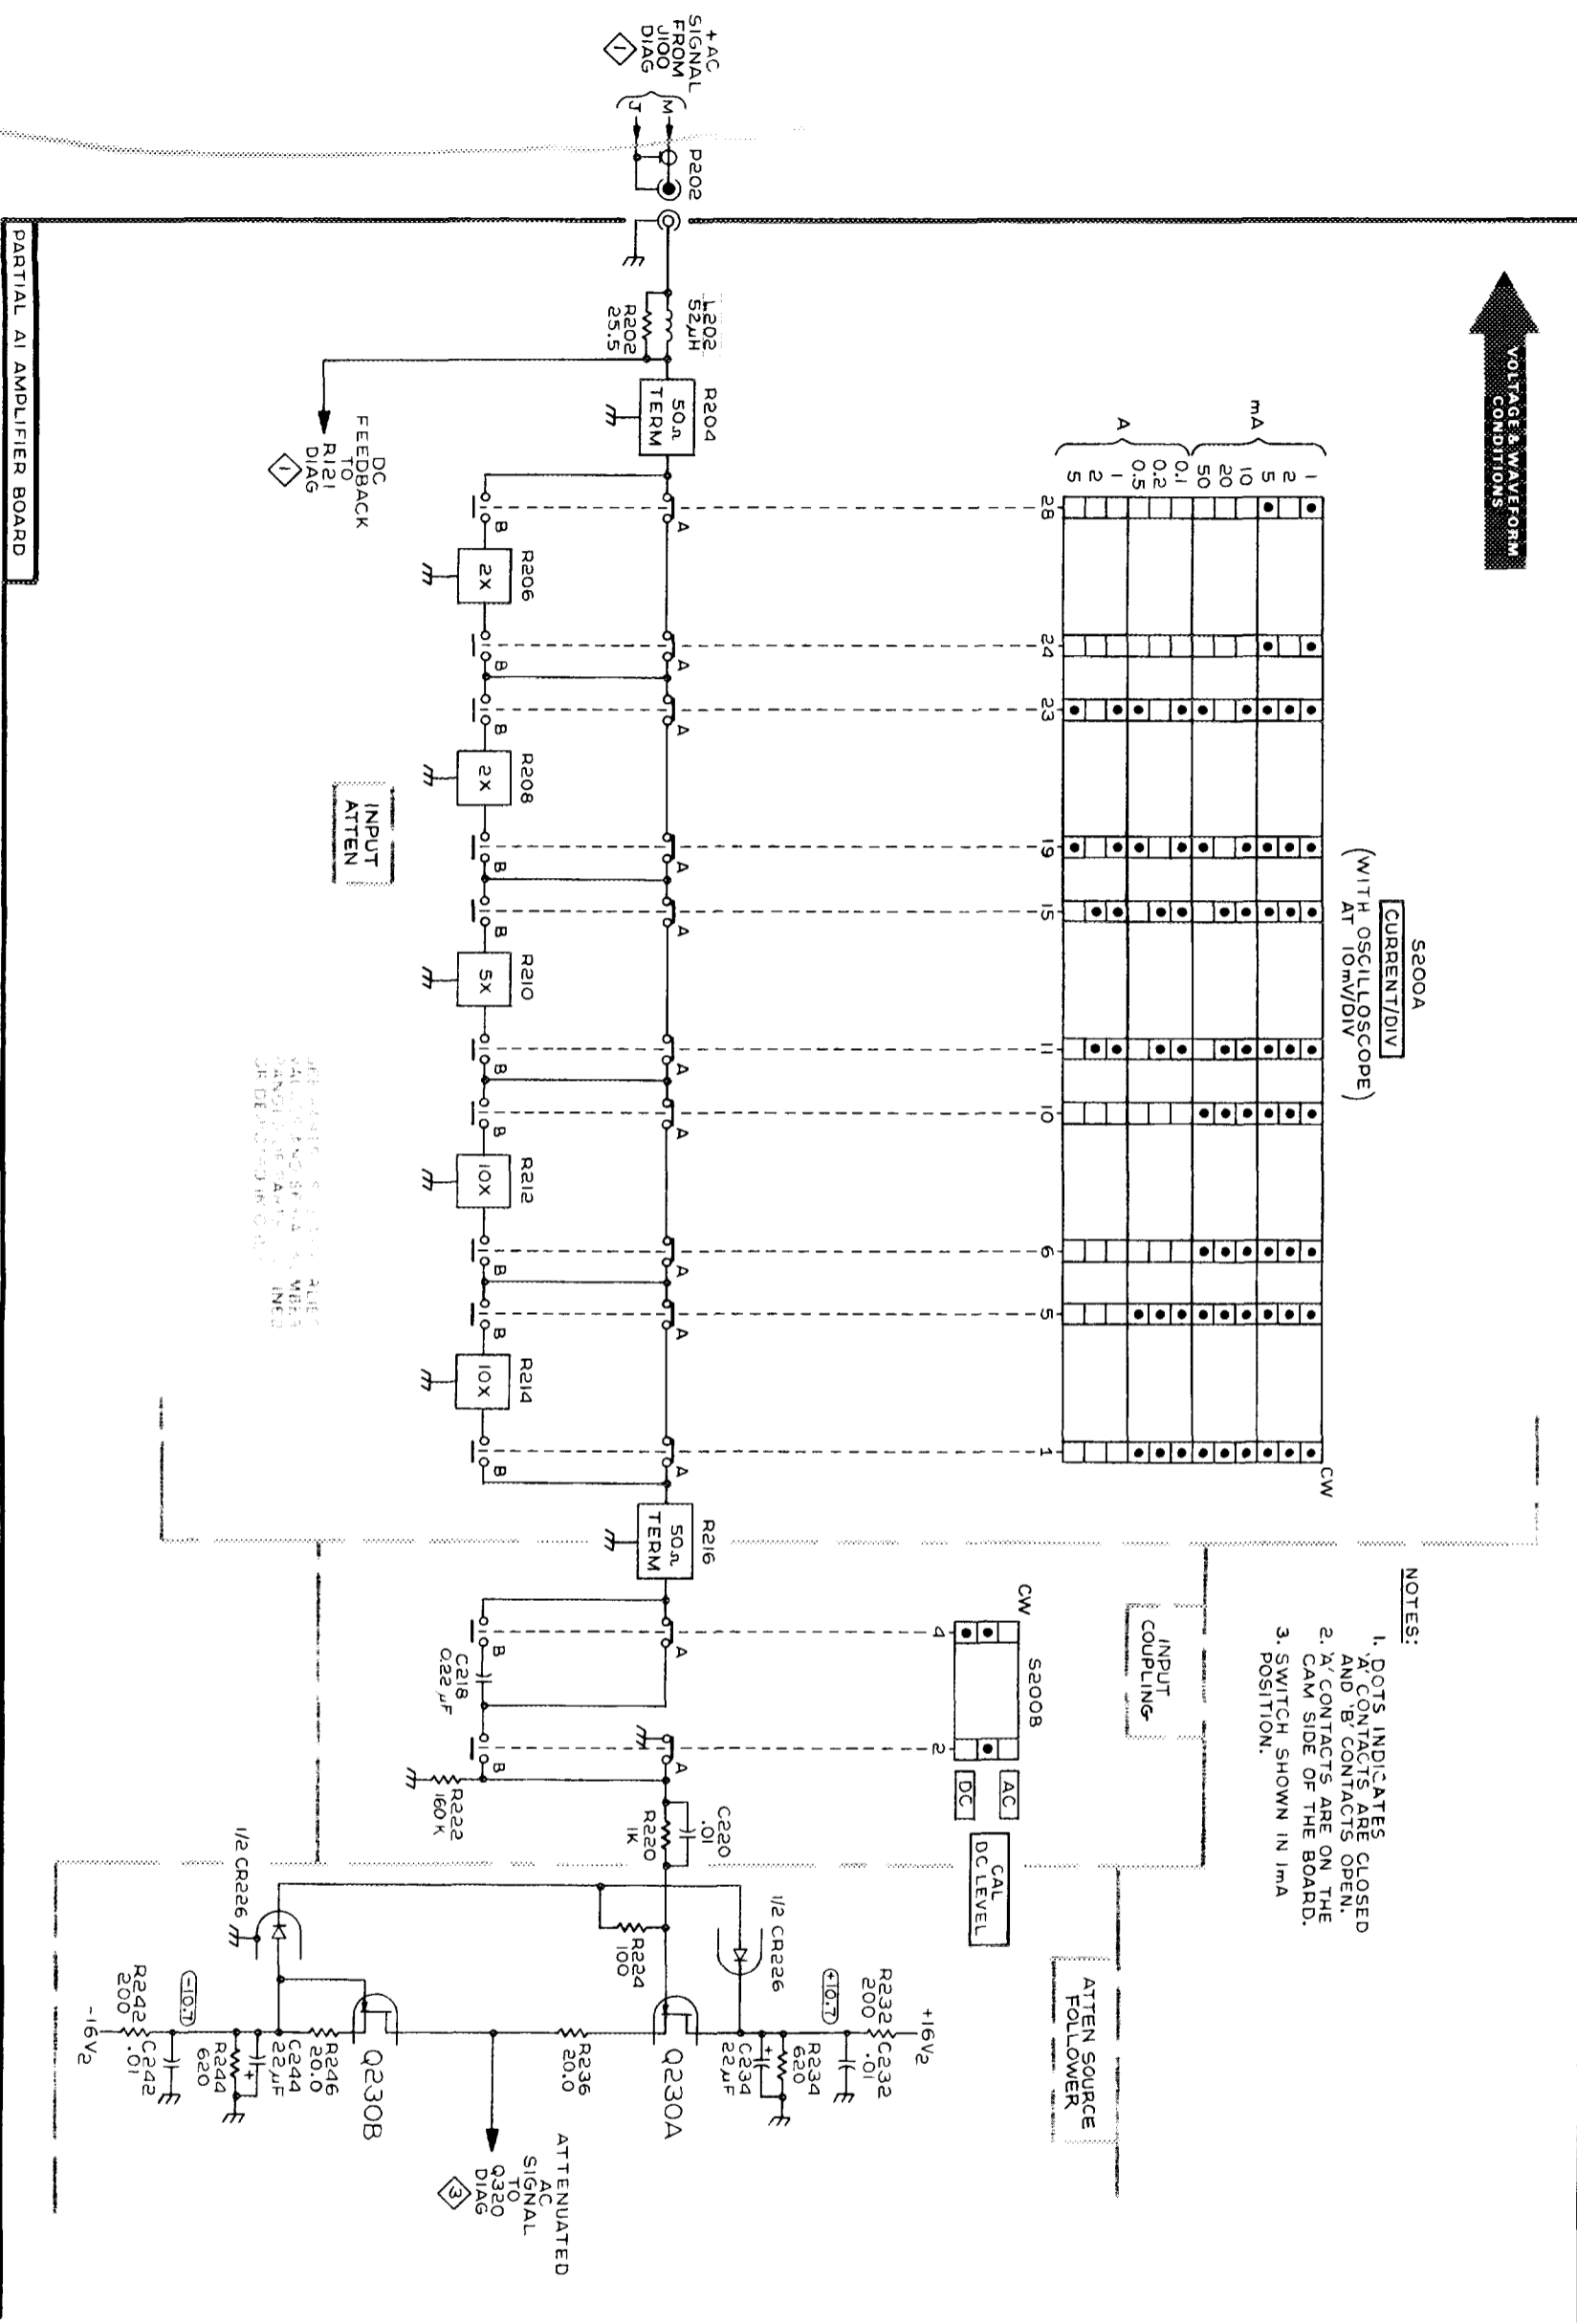 VOLTAGE & WAVEFORM
CONDITIONS
S200A
CURRENT/DIV
(WITH OSCILLOSCOPE
AT 10mV/DIV)
mA
A
1
2
5
10
20
50
0.1
0.2
0.5
1
2
5
28
24
23
19
15
11
10
6
5
1
CW
NOTES:
1. DOTS INDICATES
'A' CONTACTS ARE CLOSED
AND 'B' CONTACTS OPEN.
2. 'A' CONTACTS ARE ON THE
CAM SIDE OF THE BOARD.
3. SWITCH SHOWN IN 1mA
POSITION.
INPUT
COUPLING
CW
S200B
4
2
AC
DC
CAL
DC LEVEL
ATTEN SOURCE
FOLLOWER
+AC
SIGNAL
FROM
J100
DIAG
1
M
J
P202
L202
52µH
R202
25.5
R204
50Ω
TERM
DC
FEEDBACK
TO
R121
DIAG
1
A
A
A
A
A
A
A
A
A
A
B
B
B
B
B
B
B
B
B
B
R206
2X
R208
2X
R210
5X
R212
10X
R214
10X
INPUT
ATTEN
R216
50Ω
TERM
A
B
C218
0.22µF
A
B
R222
160K
C220
.01
R220
1K
1/2 CR226
R224
100
1/2 CR226
+16V2
R232
200
C232
.01
+10.7
R234
620
C234
22µF
Q230A
R236
20.0
ATTENUATED
AC
SIGNAL
TO
Q320
DIAG
3
Q230B
R246
20.0
C244
22µF
R244
620
-10.7
C242
.01
R242
200
-16V2
PARTIAL A1 AMPLIFIER BOARD